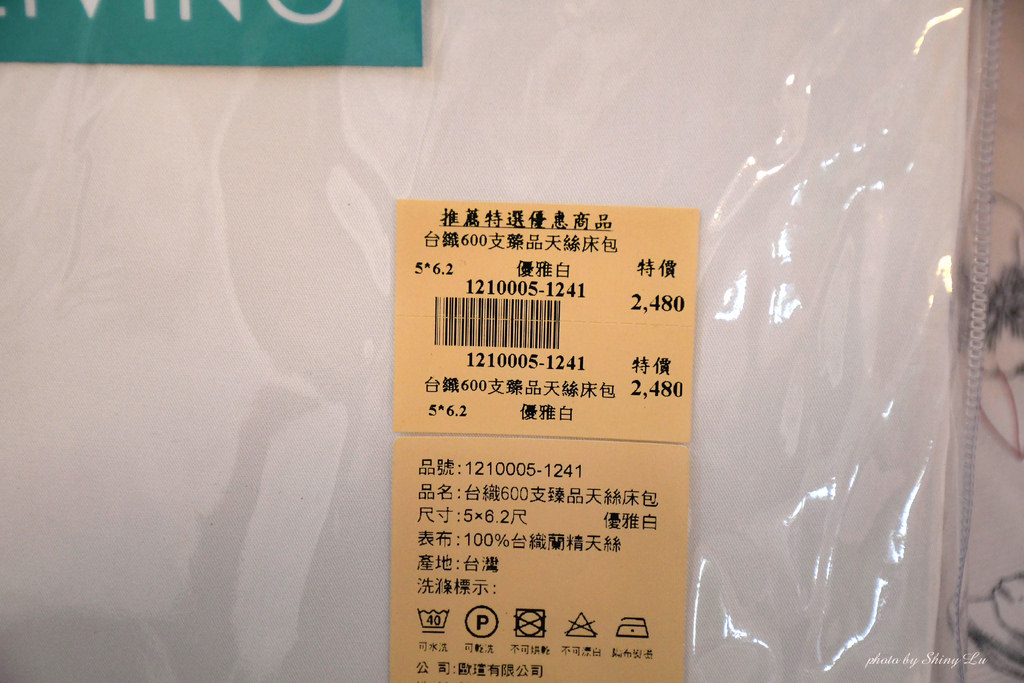 LIVING
推薦特選優惠商品
台織600支臻品天絲床包
5*6.2 優雅白 特價
1210005-1241 2,480
1210005-1241 特價
台織600支臻品天絲床包 2,480
5*6.2 優雅白
品號:1210005-1241
品名:台織600支臻品天絲床包
尺寸:5×6.2尺 優雅白
表布:100%台織蘭精天絲
產地:台灣
洗滌標示:
40 P
可水洗 可乾洗 不可烘乾 不可漂白
公 司:歐瑄有限公司
photo by Shiny Lu